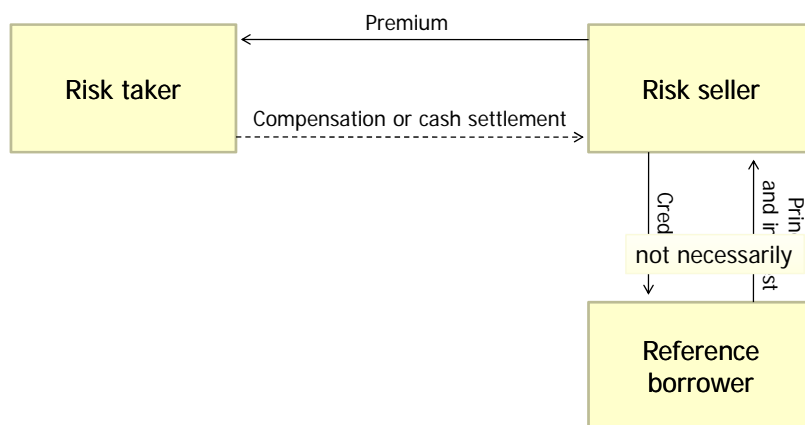 Premium
Risk taker
Risk seller
Compensation or cash settlement
not necessarily
Reference
borrower